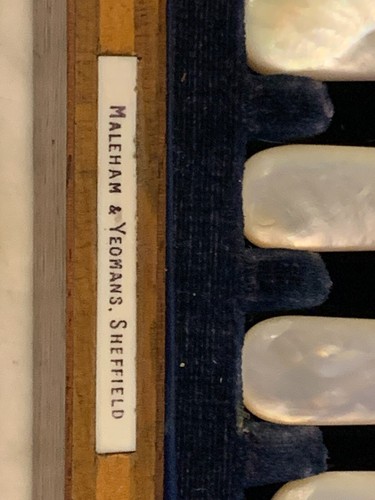 MALEHAM & YEOMANS, SHEFFIELD